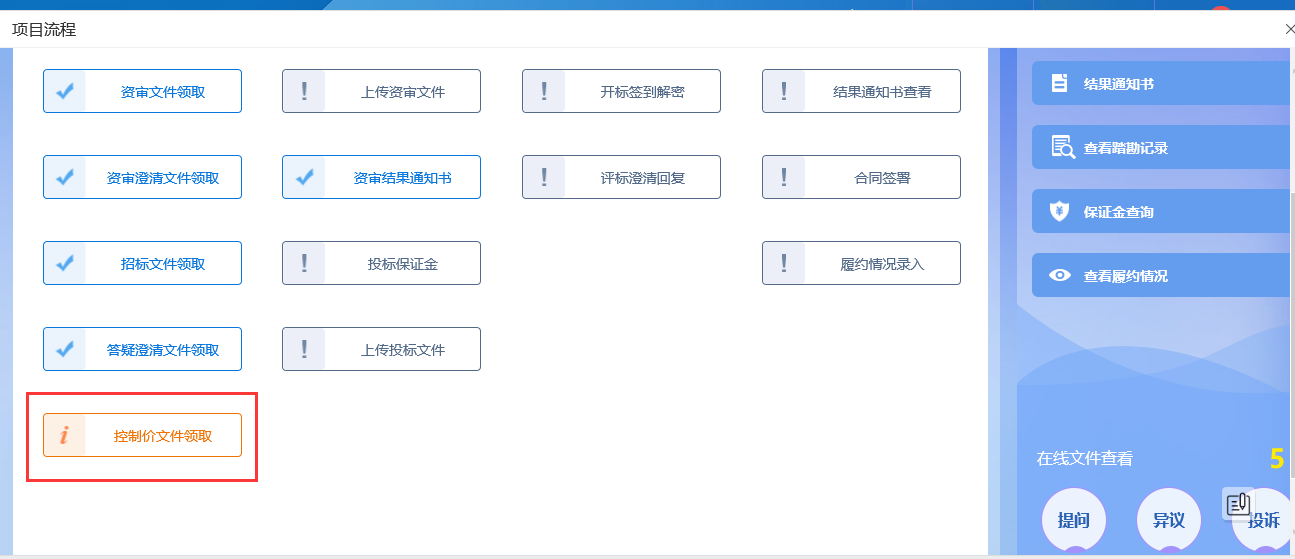 项目流程
资审文件领取
上传资审文件
开标签到解密
结果通知书查看
资审澄清文件领取
资审结果通知书
评标澄清回复
合同签署
招标文件领取
投标保证金
履约情况录入
答疑澄清文件领取
上传投标文件
控制价文件领取
结果通知书
查看踏勘记录
保证金查询
查看履约情况
在线文件查看
5
提问
异议
投诉